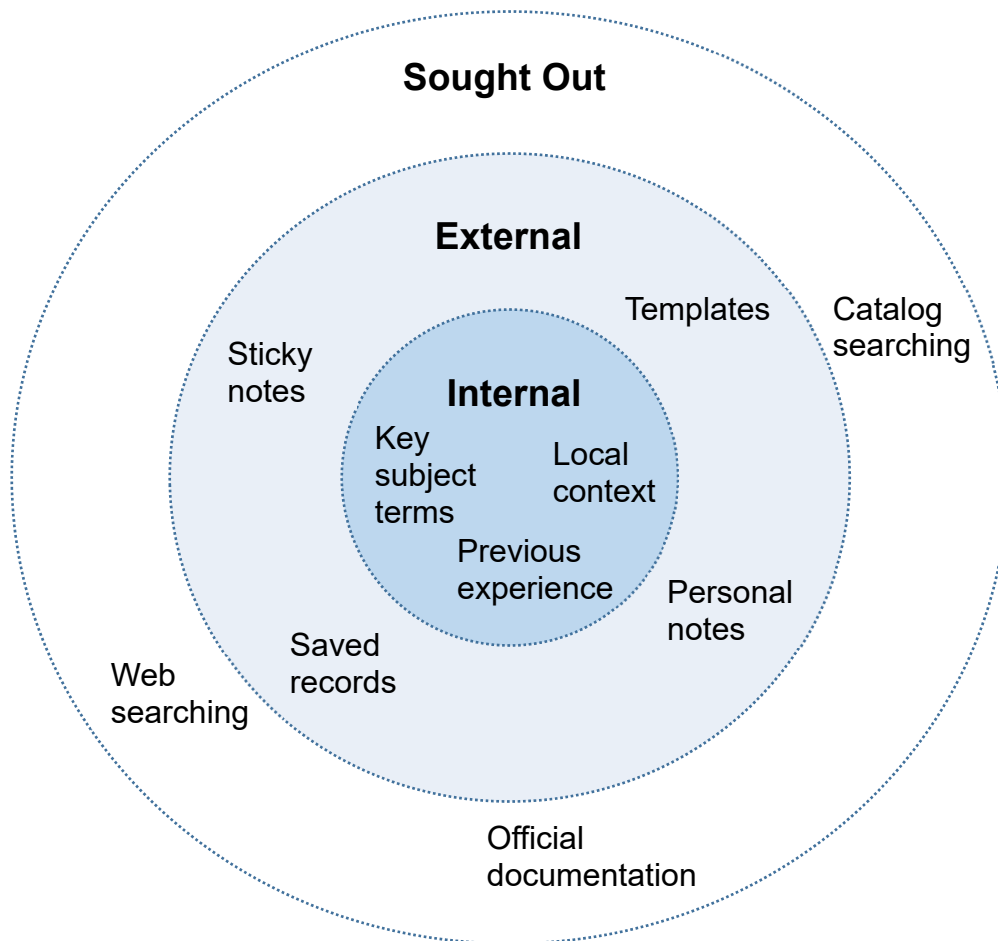 Sought Out
External
Templates
Catalog
searching
Sticky
notes
Internal
Key
subject
terms
Local
context
Previous
experience
Personal
notes
Saved
records
Web
searching
Official
documentation